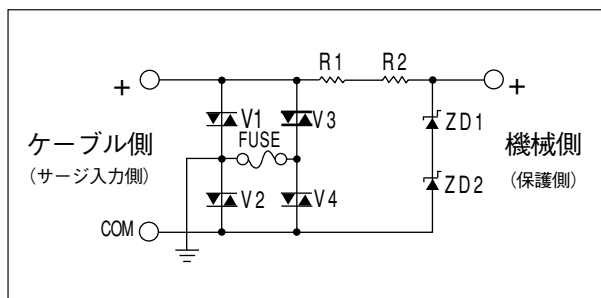 R1 R2
+ +
V1 V3 ZD1
ケーブル側 FUSE 機械側
(サージ入力側) (保護側)
V2 V4 ZD2
COM